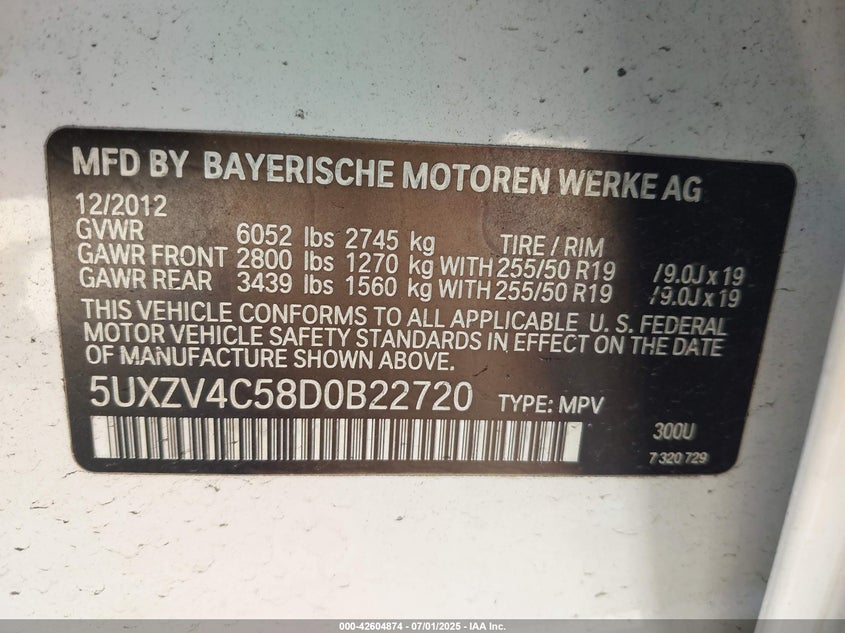 MFD BY BAYERISCHE MOTOREN WERKE AG
12/2012
GVWR 6052 lbs 2745 kg TIRE / RIM
GAWR FRONT 2800 lbs 1270 kg WITH 255/50 R19 /9.0J x 19
GAWR REAR 3439 lbs 1560 kg WITH 255/50 R19 /9.0J x 19
THIS VEHICLE CONFORMS TO ALL APPLICABLE U. S. FEDERAL
MOTOR VEHICLE SAFETY STANDARDS IN EFFECT ON THE DATE
OF MANUFACTURE SHOWN ABOVE.
5UXZV4C58D0B22720 TYPE: MPV
300U
7 320 729
000-42604874 / 07/01/2025 - IAA Inc.